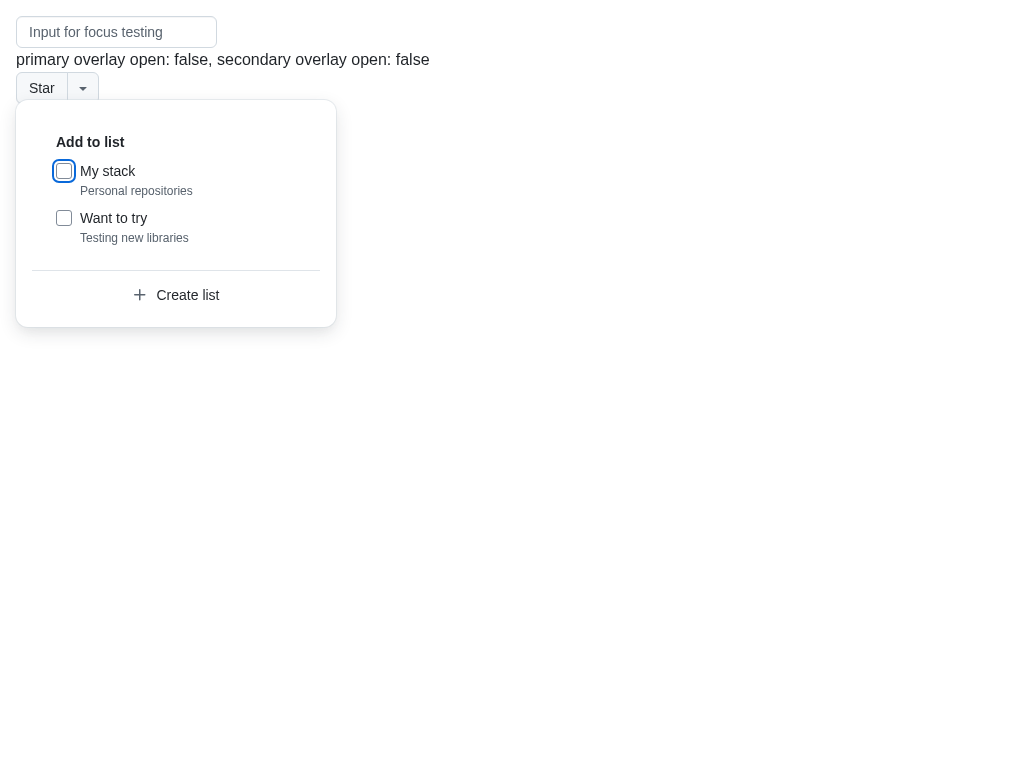 Input for focus testing
primary overlay open: false, secondary overlay open: false
Star
Add to list
My stack
Personal repositories
Want to try
Testing new libraries
Create list